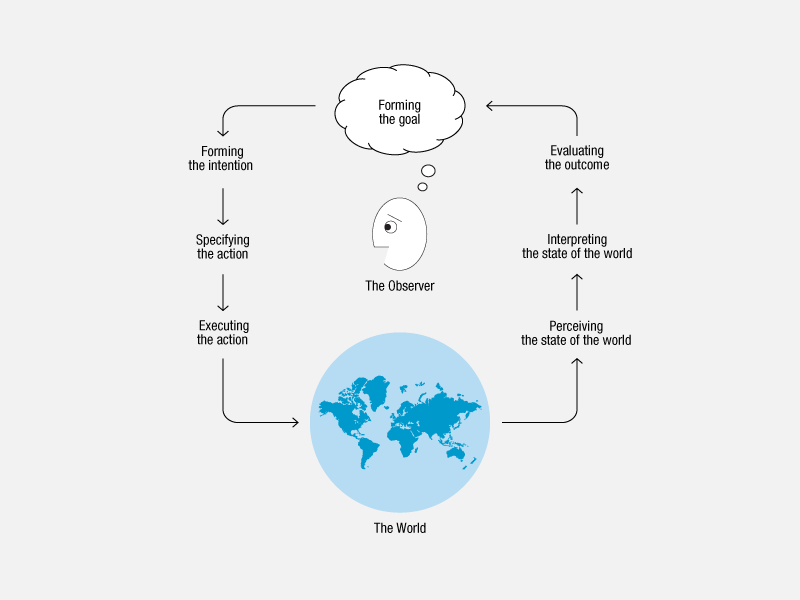 Forming
the goal
Forming
the intention
Specifying
the action
Executing
the action
The Observer
Evaluating
the outcome
Interpreting
the state of the world
Perceiving
the state of the world
The World